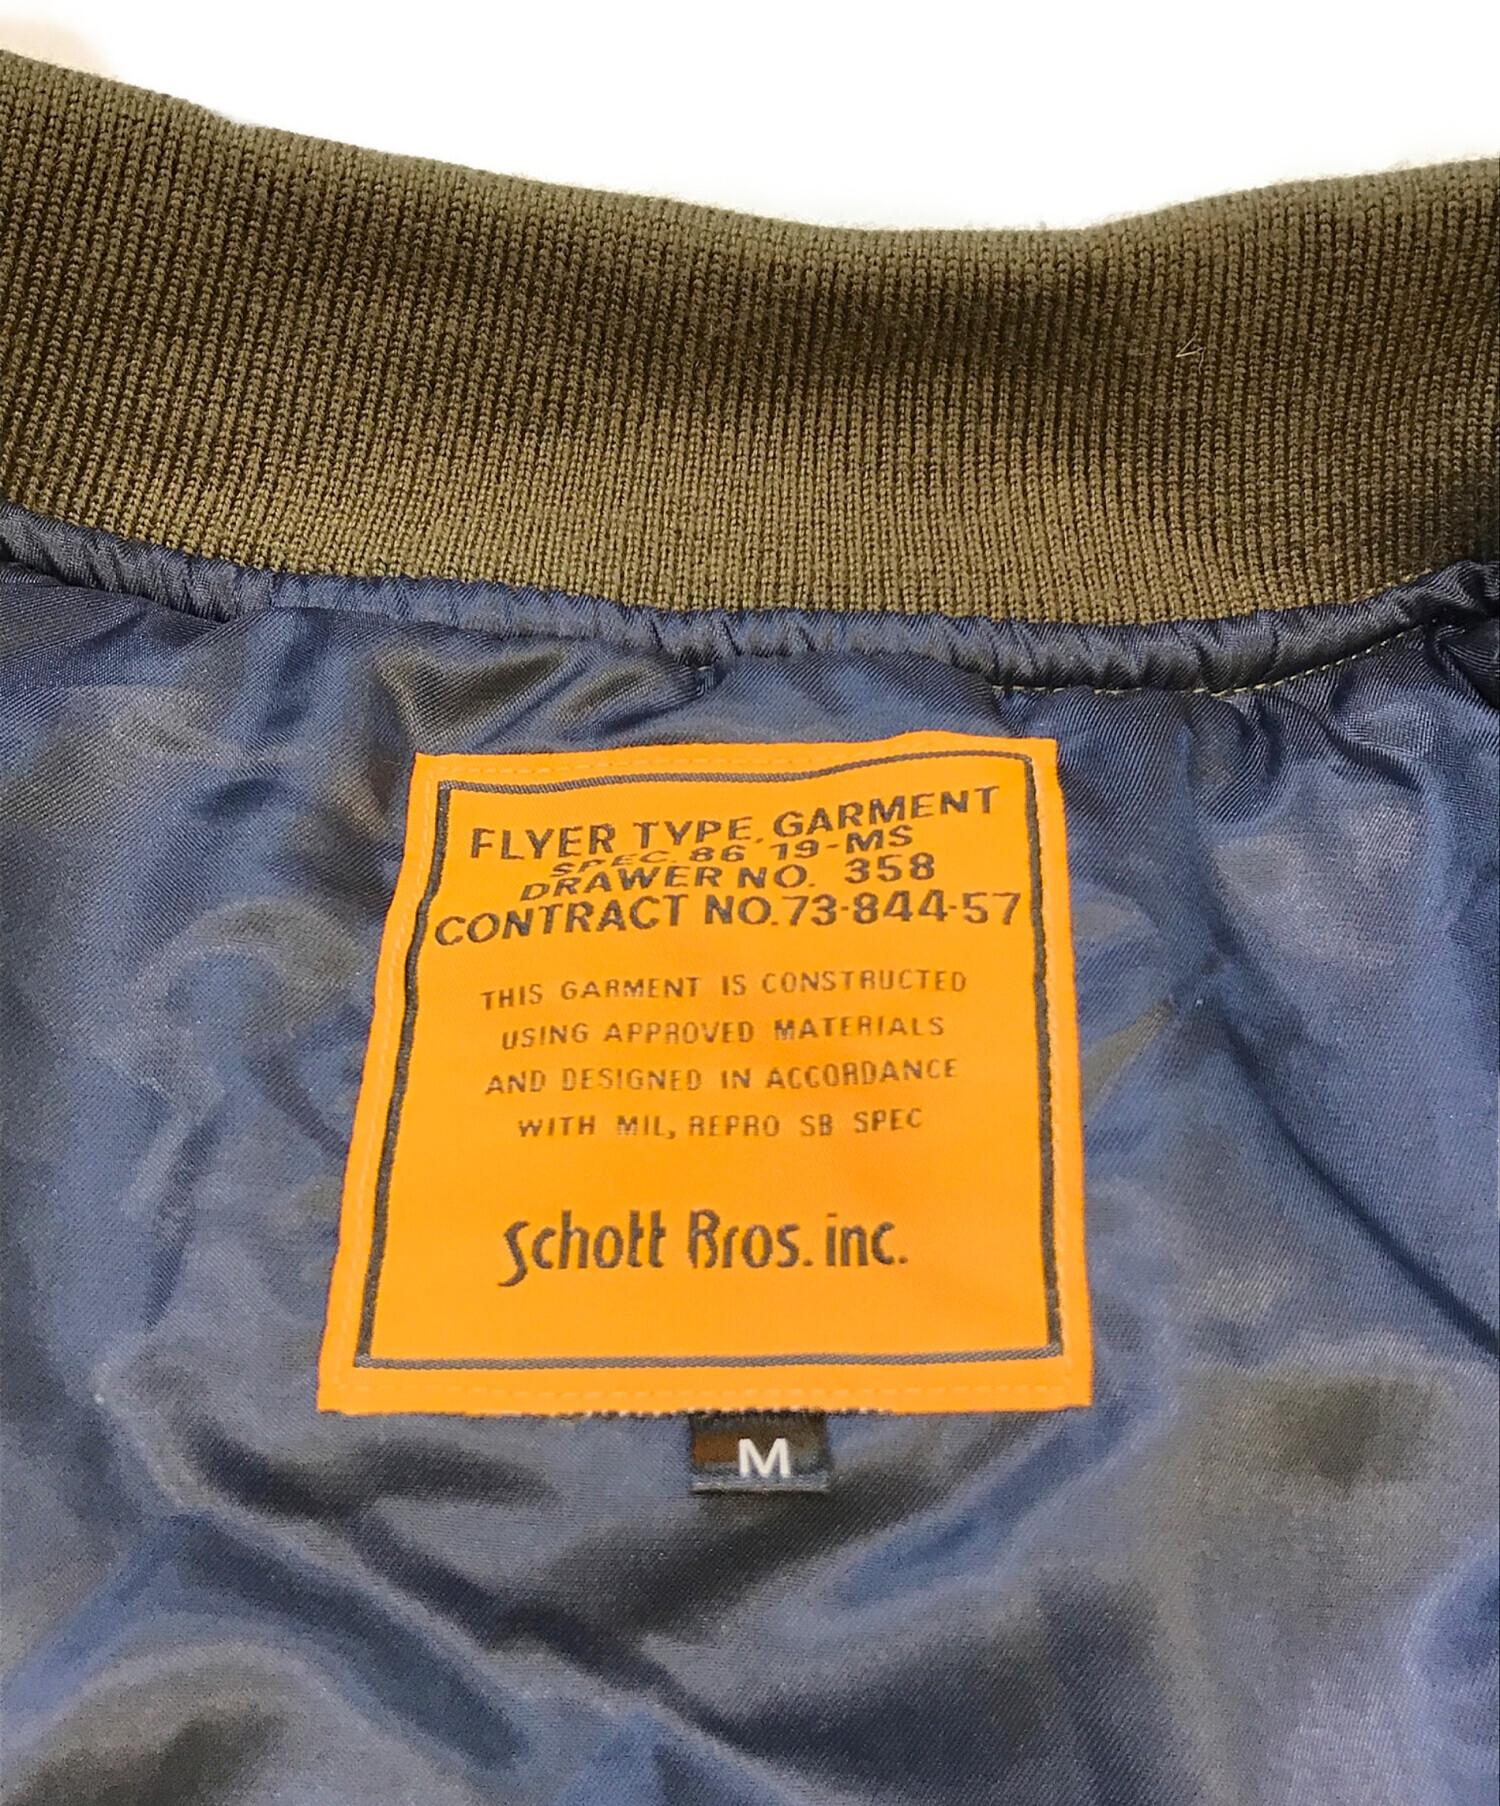 FLYER TYPE. GARMENT
SPEC. 86 19-MS
DRAWER NO. 358
CONTRACT NO.73-844-57
THIS GARMENT IS CONSTRUCTED
USING APPROVED MATERIALS
AND DESIGNED IN ACCORDANCE
WITH MIL, REPRO SB SPEC
Schott Bros. inc.
M